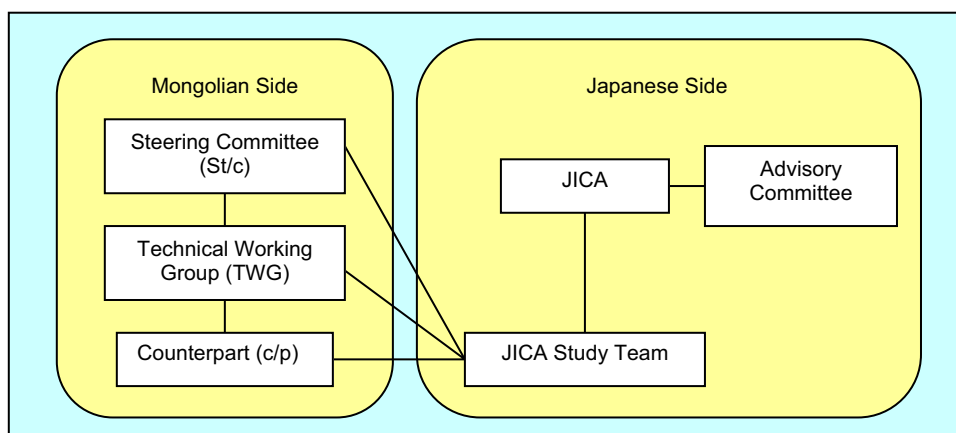 Mongolian Side
Steering Committee
(St/c)
Technical Working
Group (TWG)
Counterpart (c/p)
Japanese Side
JICA
Advisory
Committee
JICA Study Team